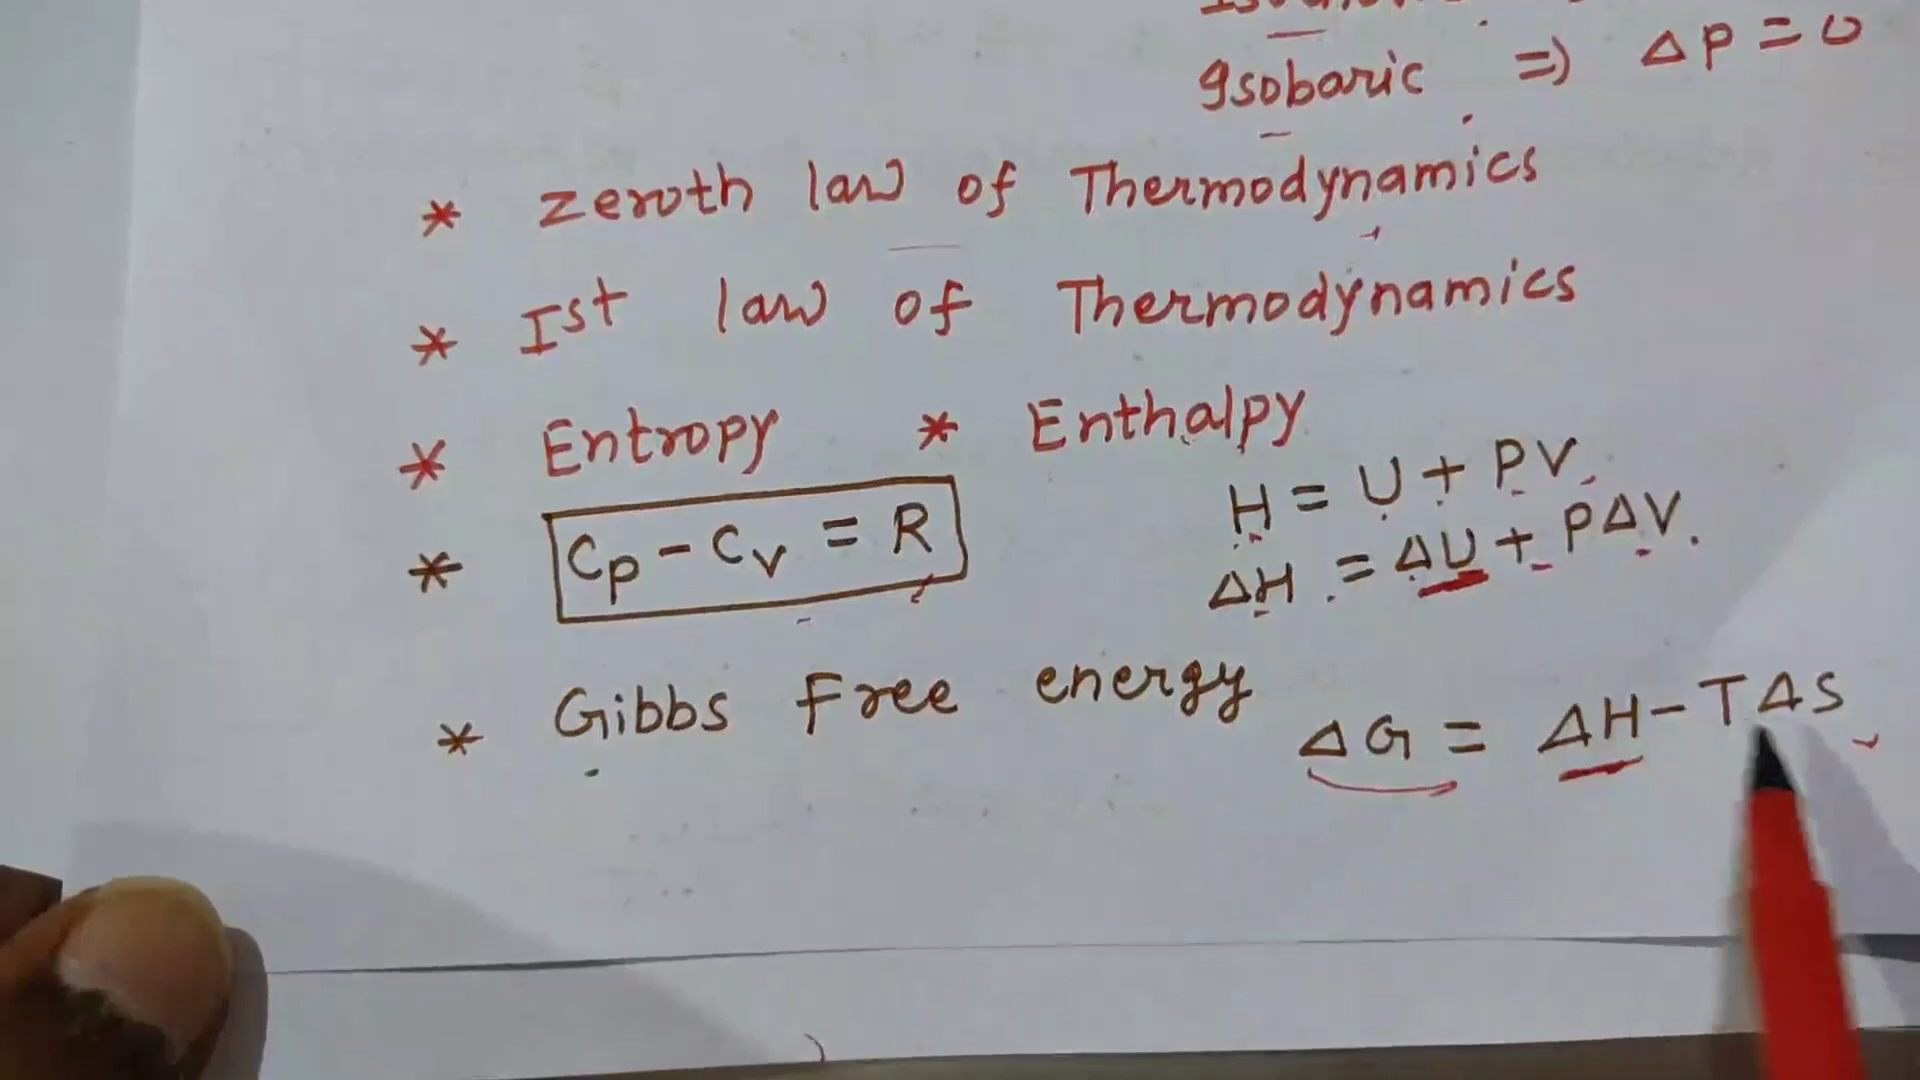 Isobaric => ΔP = 0
* Zeroth law of Thermodynamics
* Ist law of Thermodynamics
* Entropy * Enthalpy
H = U + PV
* Cp - Cv = R
ΔH = ΔU + PΔV.
* Gibbs Free energy ΔG = ΔH - TΔS